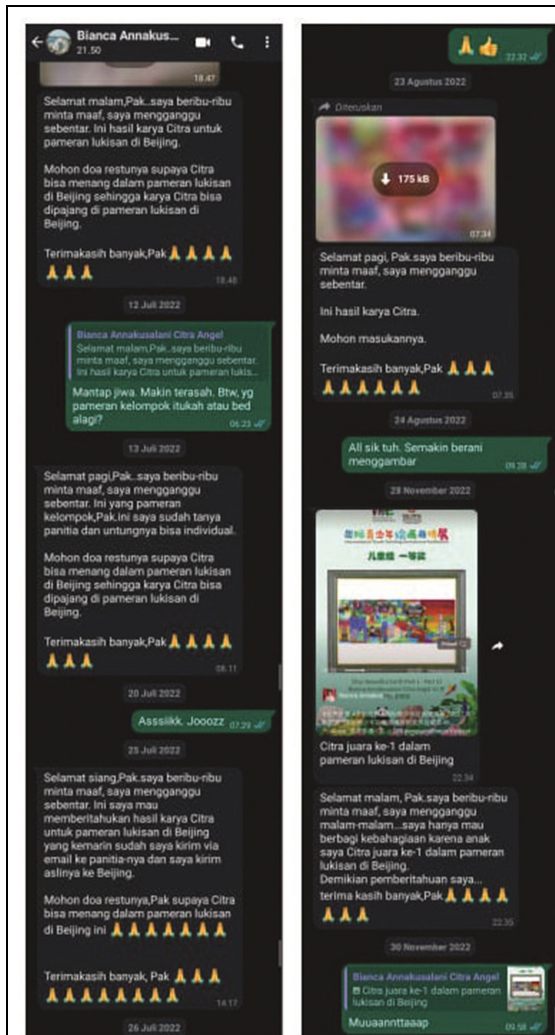 Bianca Annakus...
21.50
18.47
Selamat malam,Pak..saya beribu-ribu
minta maaf, saya mengganggu
sebentar. Ini hasil karya Citra untuk
pameran lukisan di Beijing.
Mohon doa restunya supaya Citra
bisa menang dalam pameran lukisan
di Beijing sehingga karya Citra bisa
dipajang di pameran lukisan di
Beijing.
Terimakasih banyak,Pak 🙏 🙏 🙏 🙏
🙏 🙏 🙏
18.48
12 Juli 2022
Bianca Annakusalani Citra Angel
Selamat malam,Pak..saya beribu-ribu
minta maaf, saya mengganggu sebentar.
Ini hasil karya Citra untuk pameran lukis...
Mantap jiwa. Makin terasah. Btw, yg
pameran kelompok itukah atau bed
alagi?
06.23
13 Juli 2022
Selamat pagi,Pak..saya beribu-ribu
minta maaf, saya mengganggu
sebentar. Ini yang pameran
kelompok,Pak.ini saya sudah tanya
panitia dan untungnya bisa individual.
Mohon doa restunya supaya Citra
bisa menang dalam pameran lukisan
di Beijing sehingga karya Citra bisa
dipajang di pameran lukisan di
Beijing.
Terimakasih banyak,Pak 🙏 🙏 🙏 🙏
🙏 🙏 🙏
08.11
20 Juli 2022
Asssiikk. Jooozz
07.29
25 Juli 2022
Selamat siang,Pak.saya beribu-ribu
minta maaf, saya mengganggu
sebentar. Ini saya mau
memberitahukan hasil karya Citra
untuk pameran lukisan di Beijing
yang kemarin sudah saya kirim via
email ke panitia-nya dan saya kirim
aslinya ke Beijing.
Mohon doa restunya,Pak supaya Citra
bisa menang dalam pameran lukisan
di Beijing ini 🙏 🙏 🙏 🙏 🙏 🙏 🙏
Terimakasih banyak, Pak 🙏 🙏 🙏
🙏 🙏 🙏 🙏 🙏 🙏 🙏
14.17
26 Juli 2022
🙏👍
22.32
23 Agustus 2022
Diteruskan
175 kB
07.34
Selamat pagi, Pak.saya beribu-ribu
minta maaf, saya mengganggu
sebentar.
Ini hasil karya Citra.
Mohon masukannya.
Terimakasih banyak,Pak 🙏 🙏 🙏
🙏 🙏 🙏 🙏 🙏 🙏
07.35
24 Agustus 2022
All sik tuh. Semakin berani
menggambar
09.28
28 November 2022
儿童组 一等奖
Citra juara ke-1 dalam
pameran lukisan di Beijing
22.34
Selamat malam, Pak.saya beribu-ribu
minta maaf, saya mengganggu
malam-malam...saya hanya mau
berbagi kebahagiaan karena anak
saya Citra juara ke-1 dalam pameran
lukisan di Beijing.
Demikian pemberitahuan saya...
terima kasih banyak,Pak 🙏 🙏 🙏 🙏
🙏 🙏 🙏
22.35
30 November 2022
Bianca Annakusalani Citra Angel
Citra juara ke-1 dalam pameran
lukisan di Beijing
Muuaannttaaap
09.58